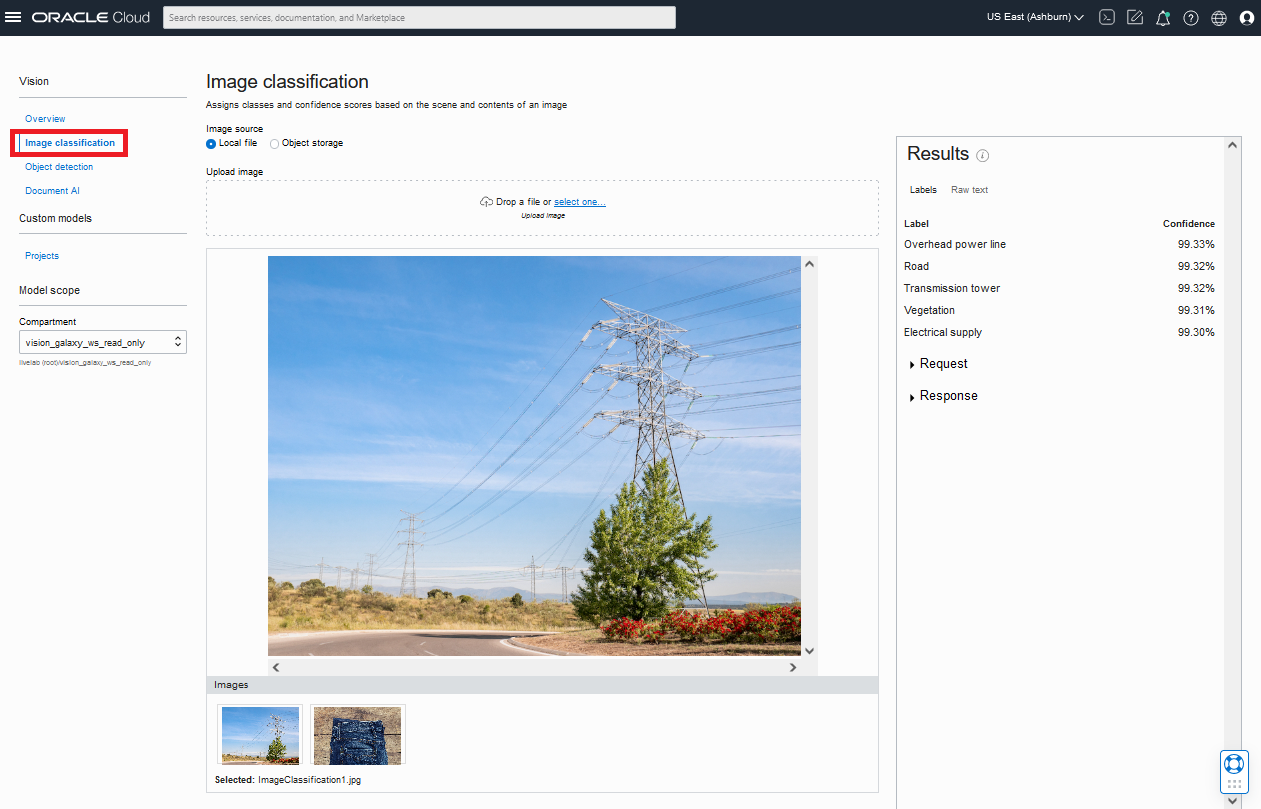 ORACLE Cloud
Search resources, services, documentation, and Marketplace
US East (Ashburn)
Vision
Overview
Image classification
Object detection
Document AI
Custom models
Projects
Model scope
Compartment
vision_galaxy_ws_read_only
livelab (root)/vision_galaxy_ws_read_only
Image classification
Assigns classes and confidence scores based on the scene and contents of an image
Image source
Local file
Object storage
Upload image
Drop a file or select one...
Upload image
Images
Selected: ImageClassification1.jpg
Results
Labels Raw text
Label Confidence
Overhead power line 99.33%
Road 99.32%
Transmission tower 99.32%
Vegetation 99.31%
Electrical supply 99.30%
Request
Response